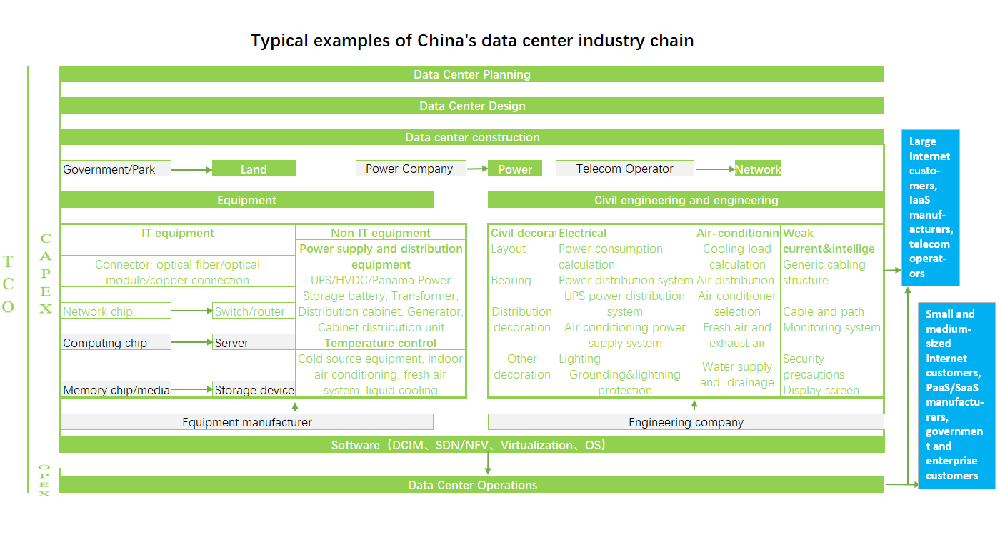 Typical examples of China's data center industry chain
TCO
CAPEX
OPEX
Data Center Planning
Data Center Design
Data center construction
Government/Park
Land
Power Company
Power
Telecom Operator
Network
Equipment
Civil engineering and engineering
IT equipment
Connector: optical fiber/optical
module/copper connection
Network chip
Switch/router
Computing chip
Server
Memory chip/media
Storage device
Non IT equipment
Power supply and distribution
equipment
UPS/HVDC/Panama Power
Storage battery, Transformer,
Distribution cabinet, Generator,
Cabinet distribution unit
Temperature control
Cold source equipment, indoor
air conditioning, fresh air
system, liquid cooling
Civil decorat
Layout
Bearing
Distribution
decoration
Other
decoration
Electrical
Power consumption
calculation
Power distribution system
UPS power distribution
system
Air conditioning power
supply system
Lighting
Grounding&lightning
protection
Air-conditionin
Cooling load
calculation
Air distribution
Air conditioner
selection
Fresh air and
exhaust air
Water supply
and drainage
Weak
current&intellige
Generic cabling
structure
Cable and path
Monitoring system
Security
precautions
Display screen
Equipment manufacturer
Engineering company
Software（DCIM、SDN/NFV、Virtualization、OS）
Data Center Operations
Large
Internet
custo-
mers,
IaaS
manuf-
acturers,
telecom
operat-
ors
Small and
medium-
sized
Internet
customers,
PaaS/SaaS
manufactu-
rers,
governmen
t and
enterprise
customers